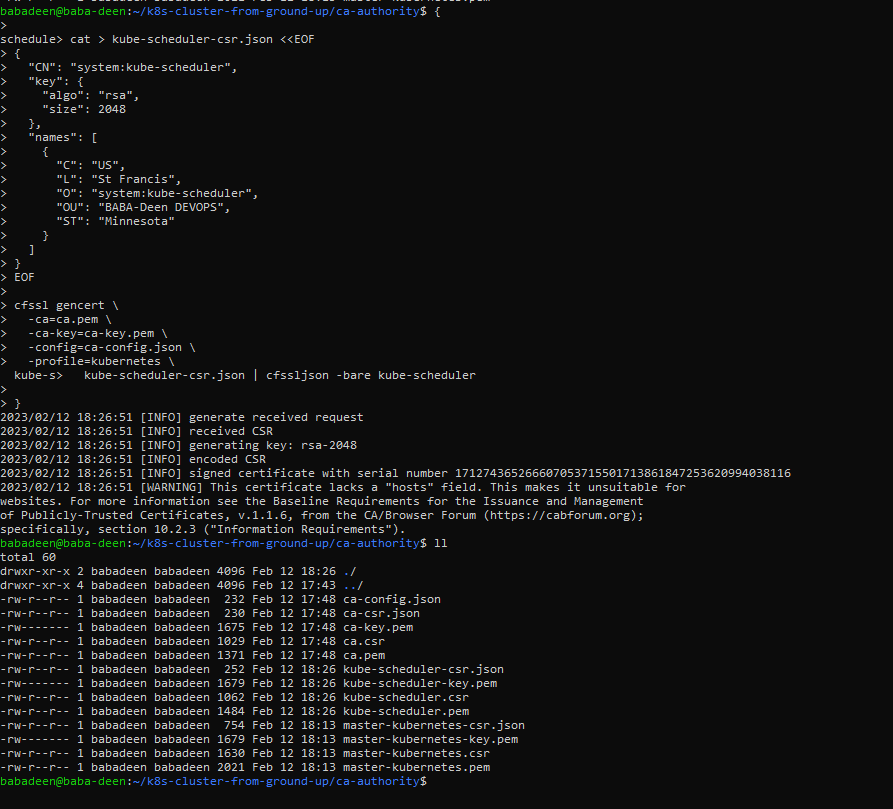 babadeen@baba-deen:~/k8s-cluster-from-ground-up/ca-authority$ {
>
schedule> cat > kube-scheduler-csr.json <<EOF
> {
>   "CN": "system:kube-scheduler",
>   "key": {
>     "algo": "rsa",
>     "size": 2048
>   },
>   "names": [
>     {
>       "C": "US",
>       "L": "St Francis",
>       "O": "system:kube-scheduler",
>       "OU": "BABA-Deen DEVOPS",
>       "ST": "Minnesota"
>     }
>   ]
> }
> EOF
>
> cfssl gencert \
>   -ca=ca.pem \
>   -ca-key=ca-key.pem \
>   -config=ca-config.json \
>   -profile=kubernetes \
  kube-s>   kube-scheduler-csr.json | cfssljson -bare kube-scheduler
>
> }
2023/02/12 18:26:51 [INFO] generate received request
2023/02/12 18:26:51 [INFO] received CSR
2023/02/12 18:26:51 [INFO] generating key: rsa-2048
2023/02/12 18:26:51 [INFO] encoded CSR
2023/02/12 18:26:51 [INFO] signed certificate with serial number 171274365266607053715501713861847253620994038116
2023/02/12 18:26:51 [WARNING] This certificate lacks a "hosts" field. This makes it unsuitable for
websites. For more information see the Baseline Requirements for the Issuance and Management
of Publicly-Trusted Certificates, v.1.1.6, from the CA/Browser Forum (https://cabforum.org);
specifically, section 10.2.3 ("Information Requirements").
babadeen@baba-deen:~/k8s-cluster-from-ground-up/ca-authority$ ll
total 60
drwxr-xr-x 2 babadeen babadeen 4096 Feb 12 18:26 ./
drwxr-xr-x 4 babadeen babadeen 4096 Feb 12 17:43 ../
-rw-r--r-- 1 babadeen babadeen  232 Feb 12 17:48 ca-config.json
-rw-r--r-- 1 babadeen babadeen  230 Feb 12 17:48 ca-csr.json
-rw------- 1 babadeen babadeen 1675 Feb 12 17:48 ca-key.pem
-rw-r--r-- 1 babadeen babadeen 1029 Feb 12 17:48 ca.csr
-rw-r--r-- 1 babadeen babadeen 1371 Feb 12 17:48 ca.pem
-rw-r--r-- 1 babadeen babadeen  252 Feb 12 18:26 kube-scheduler-csr.json
-rw------- 1 babadeen babadeen 1679 Feb 12 18:26 kube-scheduler-key.pem
-rw-r--r-- 1 babadeen babadeen 1062 Feb 12 18:26 kube-scheduler.csr
-rw-r--r-- 1 babadeen babadeen 1484 Feb 12 18:26 kube-scheduler.pem
-rw-r--r-- 1 babadeen babadeen  754 Feb 12 18:13 master-kubernetes-csr.json
-rw------- 1 babadeen babadeen 1679 Feb 12 18:13 master-kubernetes-key.pem
-rw-r--r-- 1 babadeen babadeen 1630 Feb 12 18:13 master-kubernetes.csr
-rw-r--r-- 1 babadeen babadeen 2021 Feb 12 18:13 master-kubernetes.pem
babadeen@baba-deen:~/k8s-cluster-from-ground-up/ca-authority$